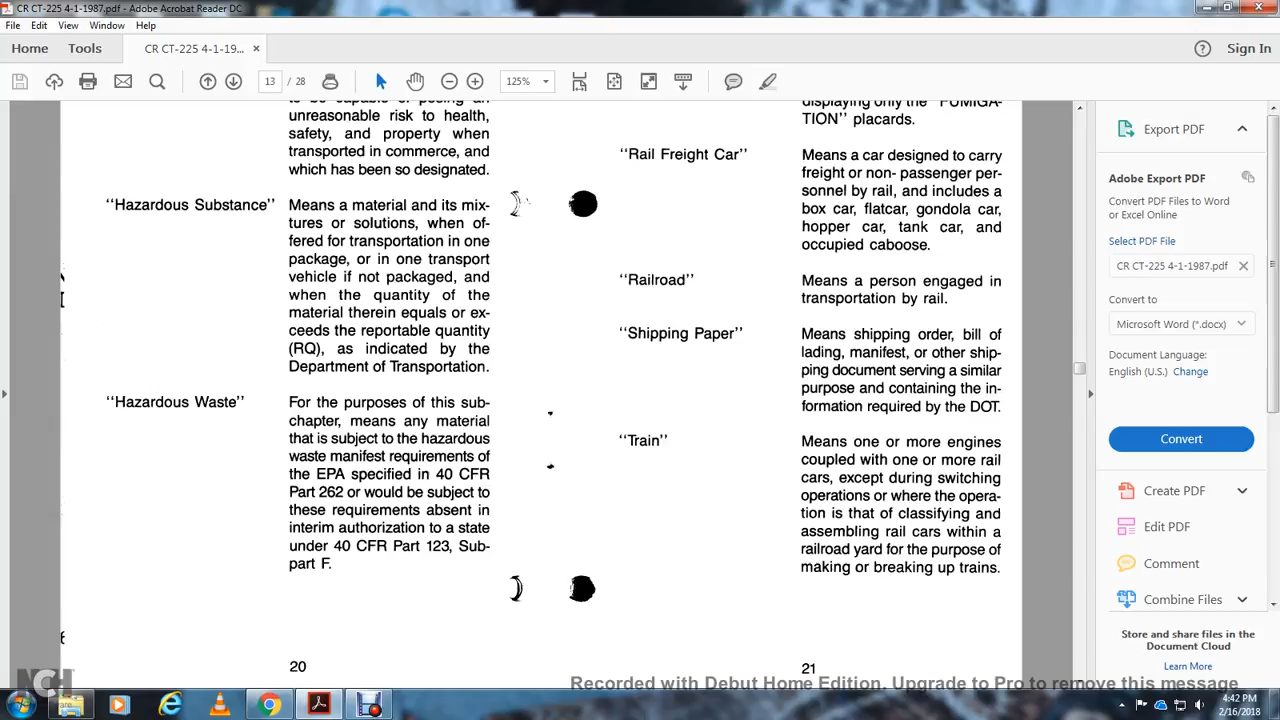 CR CT-225 4-1-1987.pdf - Adobe Acrobat Reader DC
File Edit View Window Help
Home Tools CR CT-225 4-1-19... × Sign In
13 / 28 125%
to be capable of posing an
unreasonable risk to health,
safety, and property when
transported in commerce, and
which has been so designated.
‘‘Hazardous Substance’’ Means a material and its mix-
tures or solutions, when of-
fered for transportation in one
package, or in one transport
vehicle if not packaged, and
when the quantity of the
material therein equals or ex-
ceeds the reportable quantity
(RQ), as indicated by the
Department of Transportation.
‘‘Hazardous Waste’’ For the purposes of this sub-
chapter, means any material
that is subject to the hazardous
waste manifest requirements of
the EPA specified in 40 CFR
Part 262 or would be subject to
these requirements absent in
interim authorization to a state
under 40 CFR Part 123, Sub-
part F.
20
displaying only the ‘‘FUMIGA-
TION’’ placards.
‘‘Rail Freight Car’’ Means a car designed to carry
freight or non- passenger per-
sonnel by rail, and includes a
box car, flatcar, gondola car,
hopper car, tank car, and
occupied caboose.
‘‘Railroad’’ Means a person engaged in
transportation by rail.
‘‘Shipping Paper’’ Means shipping order, bill of
lading, manifest, or other ship-
ping document serving a similar
purpose and containing the in-
formation required by the DOT.
‘‘Train’’ Means one or more engines
coupled with one or more rail
cars, except during switching
operations or where the opera-
tion is that of classifying and
assembling rail cars within a
railroad yard for the purpose of
making or breaking up trains.
21
Export PDF
Adobe Export PDF
Convert PDF Files to Word
or Excel Online
Select PDF File
CR CT-225 4-1-1987.pdf
Convert to
Microsoft Word (*.docx)
Document Language:
English (U.S.) Change
Convert
Create PDF
Edit PDF
Comment
Combine Files
Store and share files in the
Document Cloud
Learn More
NCH
Recorded with Debut Home Edition. Upgrade to Pro to remove this message
4:42 PM
2/16/2018